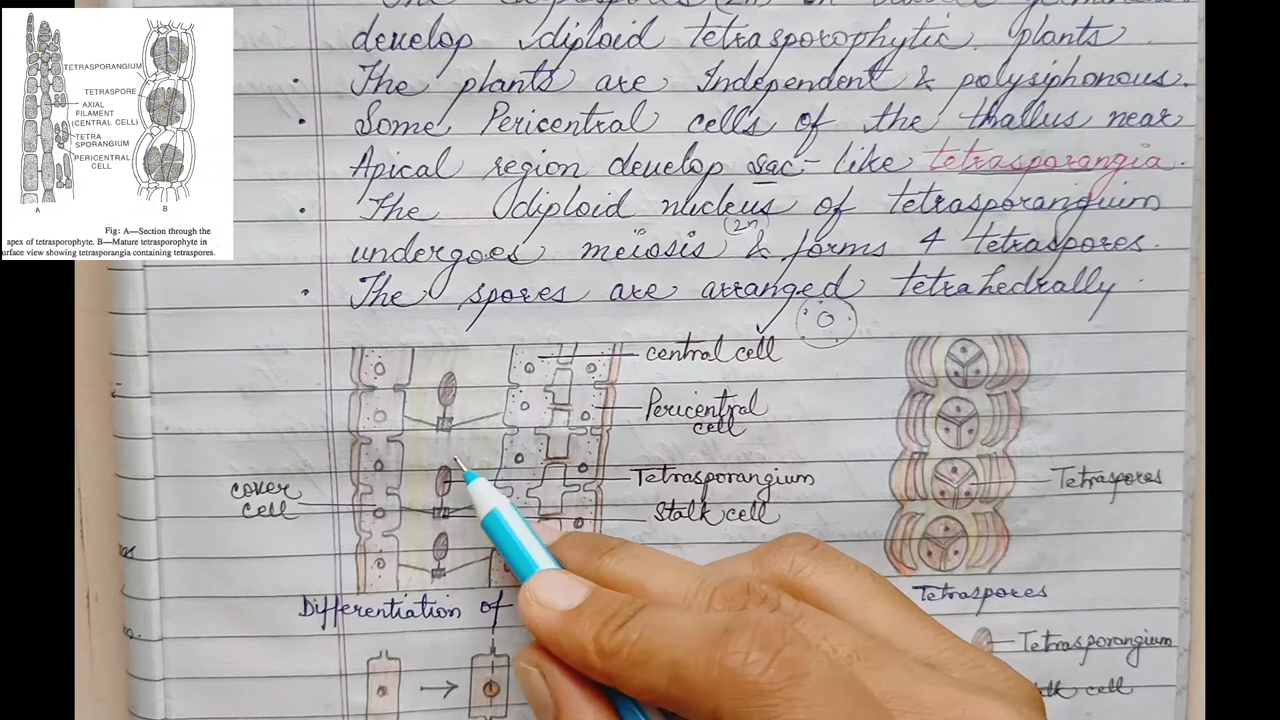 TETRASPORANGIUM
TETRASPORE
AXIAL
FILAMENT
(CENTRAL CELL)
TETRA
SPORANGIUM
PERICENTRAL
CELL
A
B
Fig: A—Section through the
apex of tetrasporophyte. B—Mature tetrasporophyte in
urface view showing tetrasporangia containing tetraspores.
develop diploid tetrasporophytic plants
• The plants are Independent & polysiphonous.
• Some Pericentral cells of the thallus near
Apical region develop sac-like tetrasporangia.
• The diploid nucleus of tetrasporangium
(2n)
undergoes meiosis & forms 4 tetraspores.
• The spores are arranged tetrahedrally.
central cell
Pericentral
cell
Tetrasporangium
Stalk cell
cover
cell
Tetraspores
Differentiation of
Tetraspores
Tetrasporangium
cell